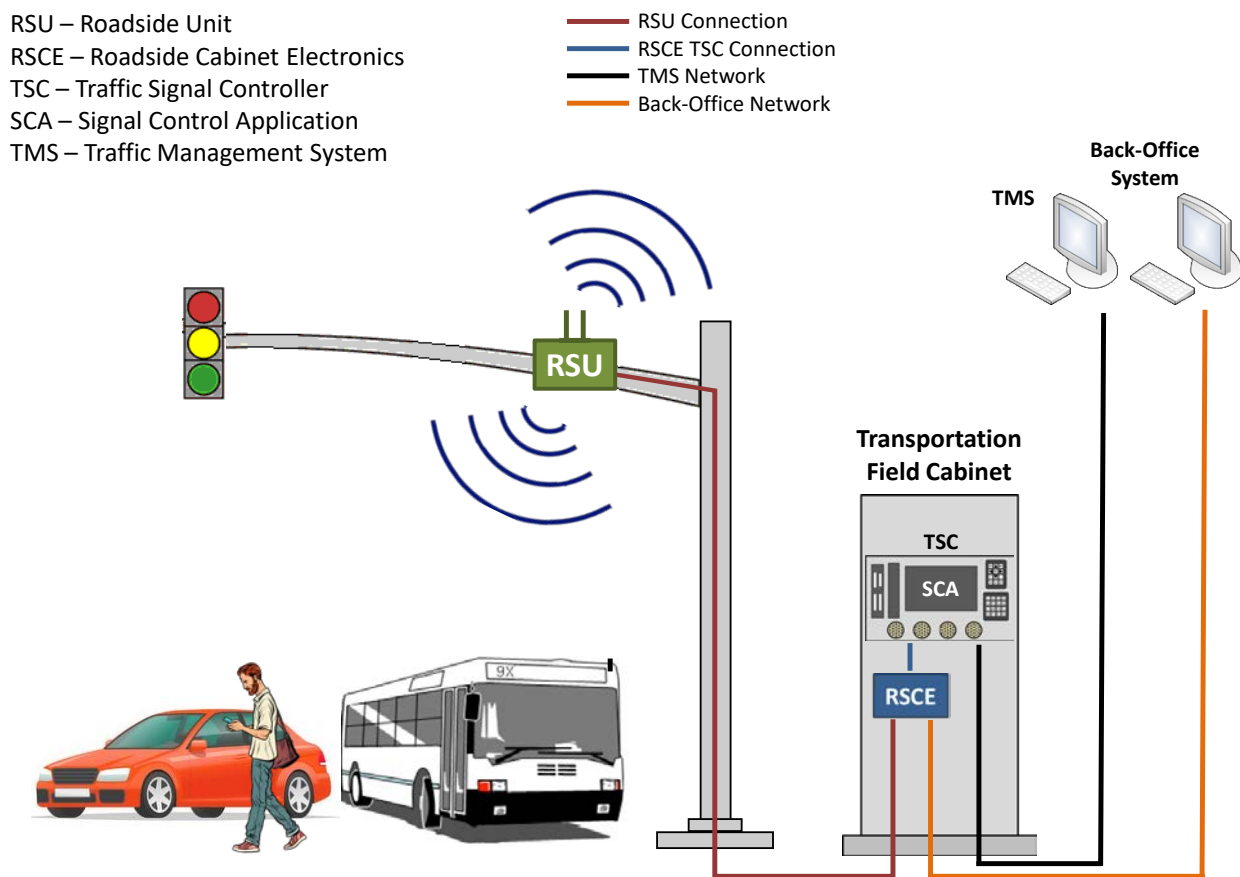 RSU – Roadside Unit
RSCE – Roadside Cabinet Electronics
TSC – Traffic Signal Controller
SCA – Signal Control Application
TMS – Traffic Management System
RSU Connection
RSCE TSC Connection
TMS Network
Back-Office Network
Back-Office
System
TMS
RSU
Transportation
Field Cabinet
TSC
SCA
RSCE
9X